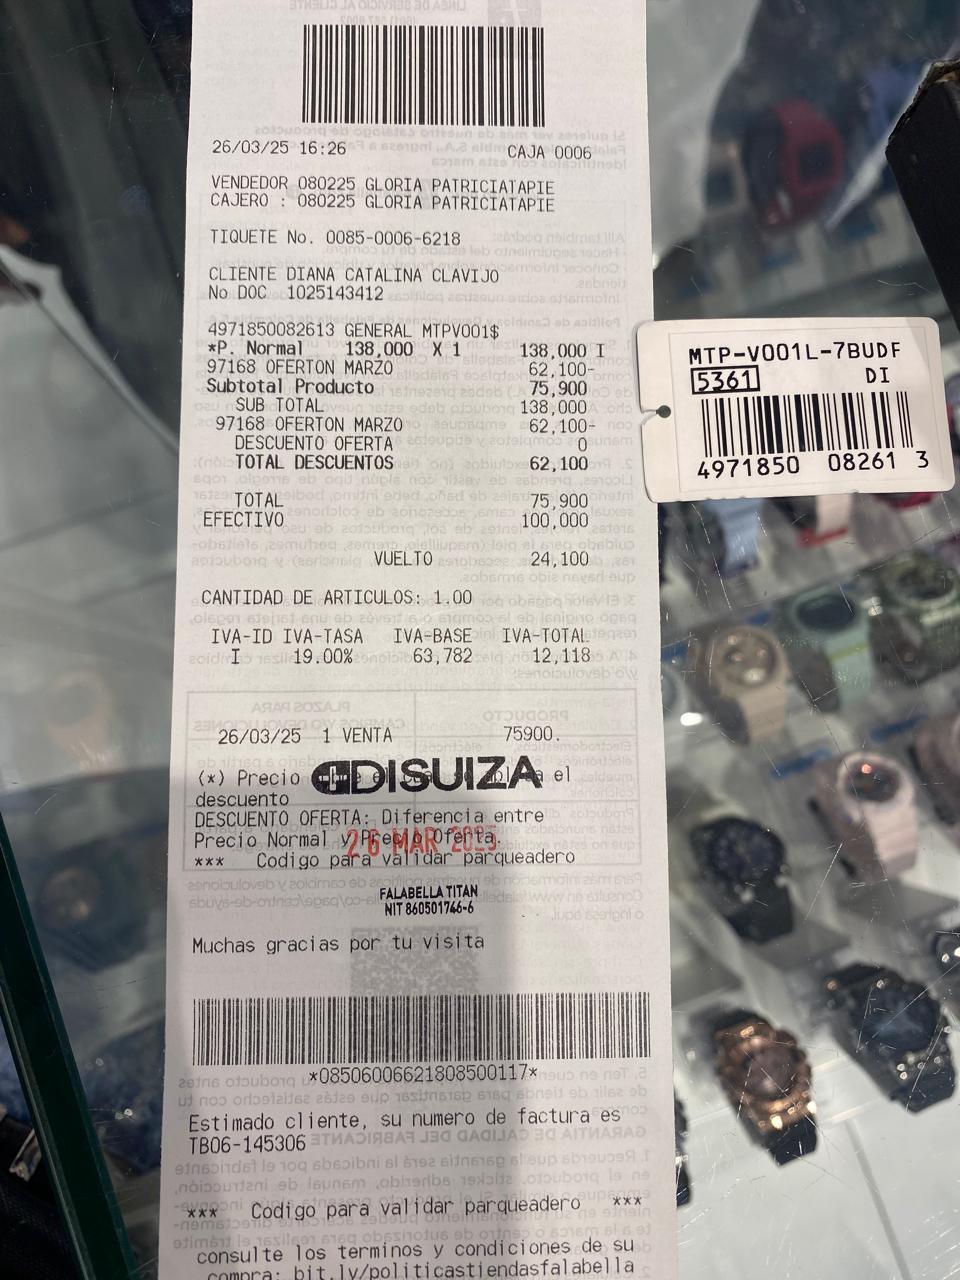 26/03/25 16:26 CAJA 0006
VENDEDOR 080225 GLORIA PATRICIATAPIE
CAJERO : 080225 GLORIA PATRICIATAPIE
TIQUETE No. 0085-0006-6218
CLIENTE DIANA CATALINA CLAVIJO
No DOC 1025143412
4971850082613 GENERAL MTPV001$
*P. Normal 138,000 X 1 138,000 I
97168 OFERTON MARZO 62,100-
Subtotal Producto 75,900
SUB TOTAL 138,000
97168 OFERTON MARZO 62,100-
DESCUENTO OFERTA 0
TOTAL DESCUENTOS 62,100
TOTAL 75,900
EFECTIVO 100,000
VUELTO 24,100
CANTIDAD DE ARTICULOS: 1.00
IVA-ID IVA-TASA IVA-BASE IVA-TOTAL
I 19.00% 63,782 12,118
26/03/25 1 VENTA 75900.
(*) Precio el
DISUIZA
descuento
DESCUENTO OFERTA: Diferencia entre
Precio Normal y Precio Oferta.
26 MAR 2025
*** Codigo para validar parqueadero
FALABELLA TITAN
NIT 860501746-6
Muchas gracias por tu visita
*08506006621808500117*
Estimado cliente, su numero de factura es
TB06-145306
*** Codigo para validar parqueadero ***
consulte los terminos y condiciones de su
compra: bit.ly/politicastiendasfalabella
MTP-V001L-7BUDF
5361 DI
4971850 08261 3